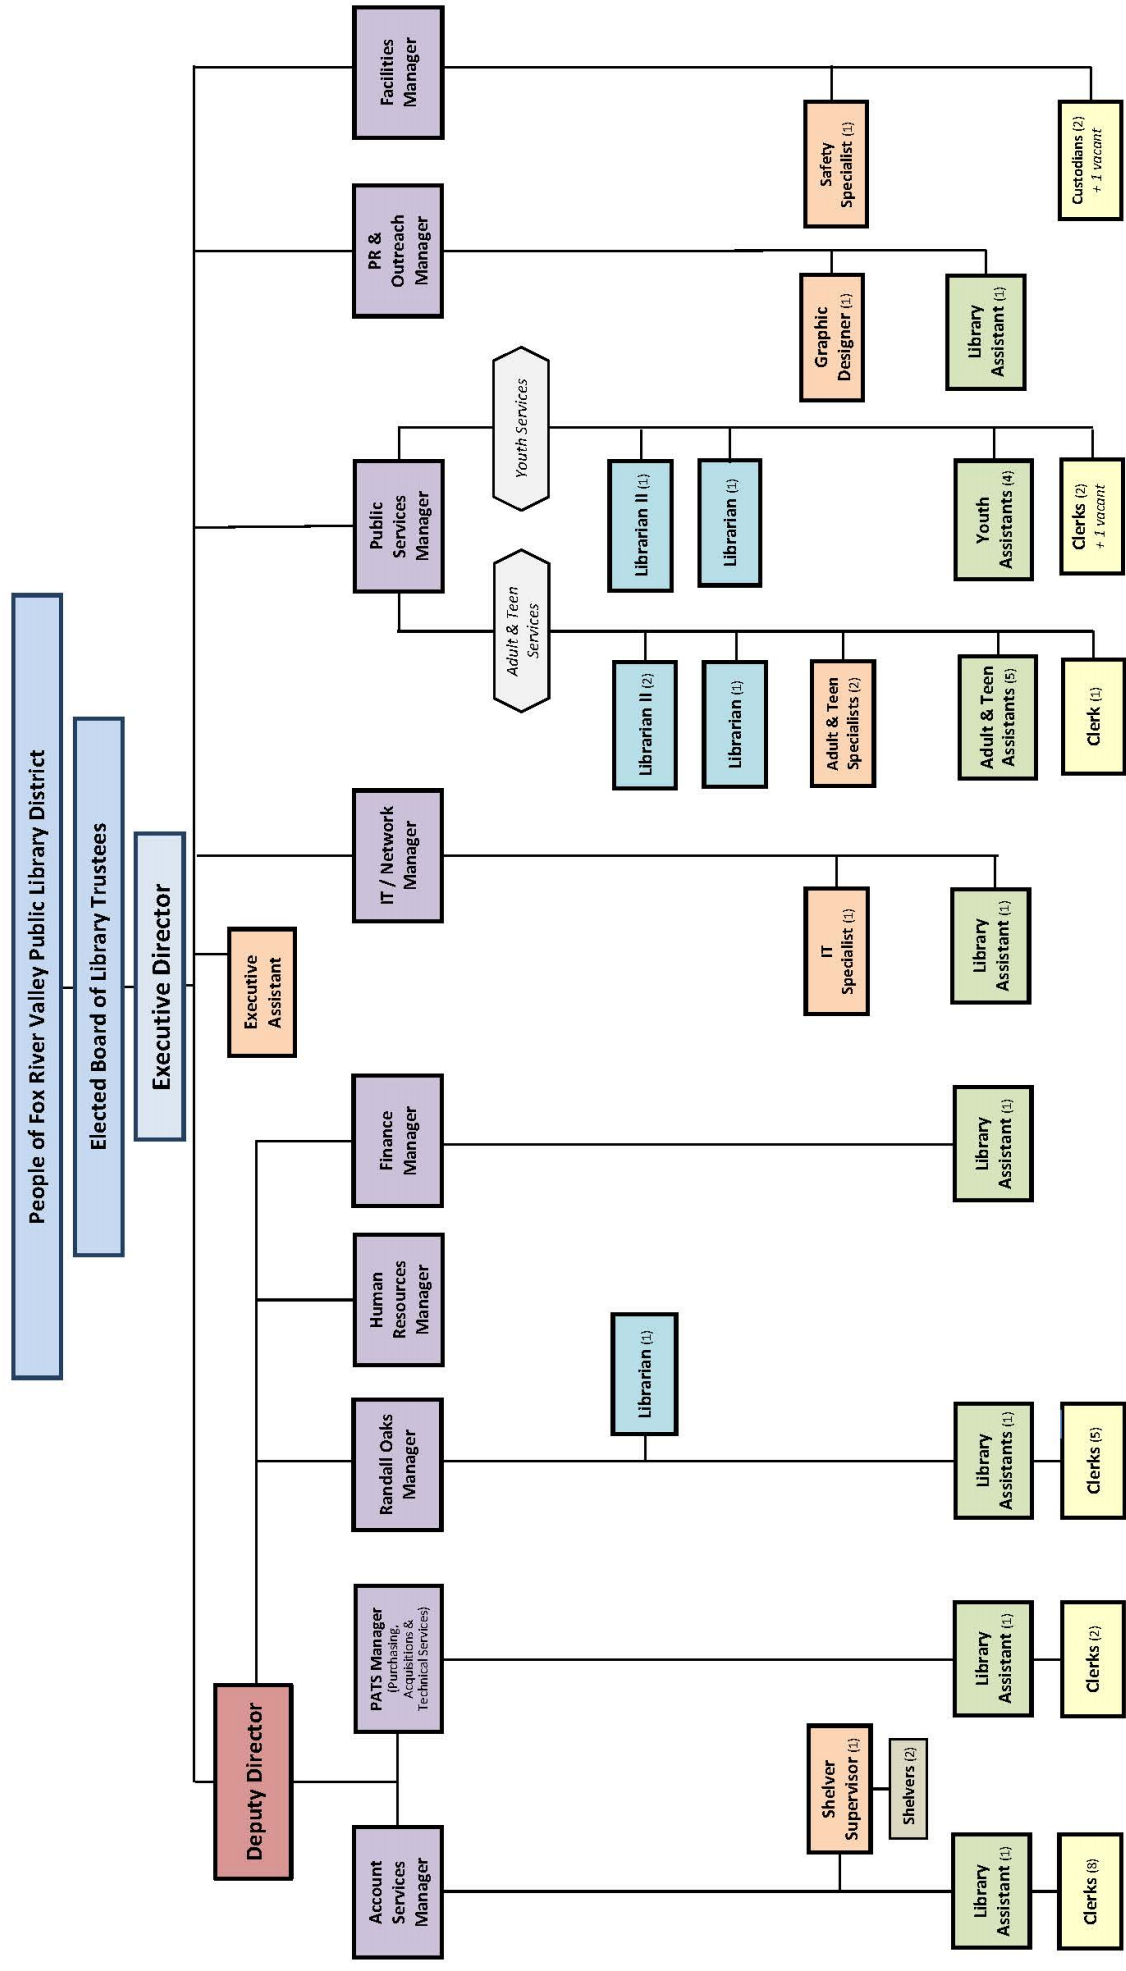 People of Fox River Valley Public Library District
Elected Board of Library Trustees
Executive Director
Executive
Assistant
Deputy Director
Account
Services
Manager
PATS Manager
(Purchasing,
Acquisitions &
Technical Services)
Randall Oaks
Manager
Human
Resources
Manager
Finance
Manager
IT / Network
Manager
Public
Services
Manager
PR &
Outreach
Manager
Facilities
Manager
Adult & Teen
Services
Youth Services
Librarian (1)
Librarian II (2)
Librarian II (1)
Librarian (1)
Librarian (1)
Shelver
Supervisor (1)
Shelvers (2)
IT
Specialist (1)
Adult & Teen
Specialists (2)
Graphic
Designer (1)
Safety
Specialist (1)
Library
Assistant (1)
Library
Assistant (1)
Library
Assistants (1)
Library
Assistant (1)
Library
Assistant (1)
Adult & Teen
Assistants (5)
Youth
Assistants (4)
Library
Assistant (1)
Clerks (8)
Clerks (2)
Clerks (5)
Clerk (1)
Clerks (2)
+ 1 vacant
Custodians (2)
+ 1 vacant